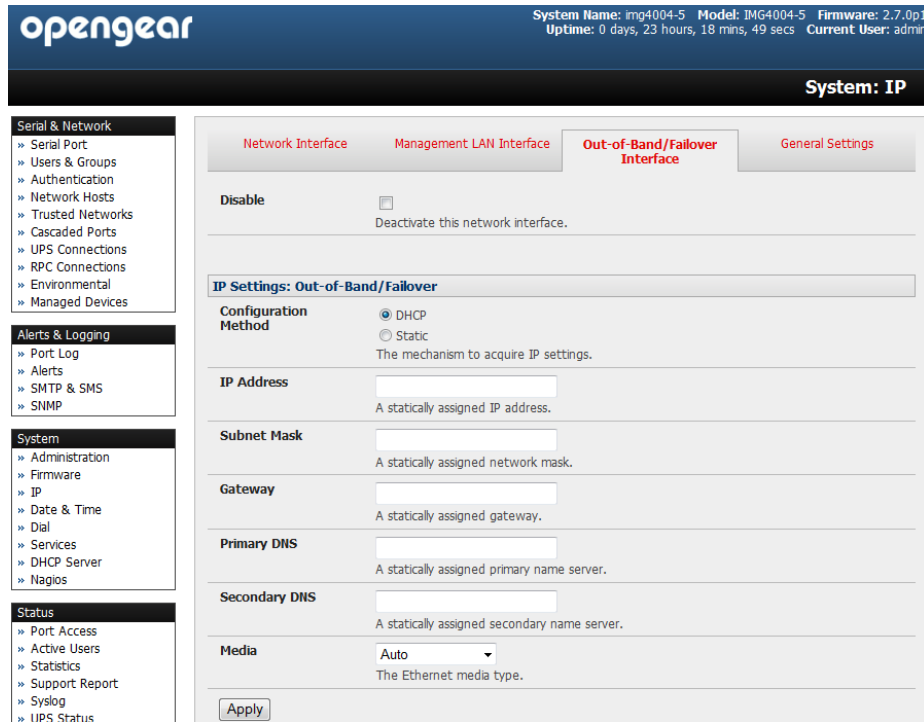 opengear
System Name: img4004-5 Model: IMG4004-5 Firmware: 2.7.0p1
Uptime: 0 days, 23 hours, 18 mins, 49 secs Current User: admin
System: IP
Serial & Network
» Serial Port
» Users & Groups
» Authentication
» Network Hosts
» Trusted Networks
» Cascaded Ports
» UPS Connections
» RPC Connections
» Environmental
» Managed Devices
Alerts & Logging
» Port Log
» Alerts
» SMTP & SMS
» SNMP
System
» Administration
» Firmware
» IP
» Date & Time
» Dial
» Services
» DHCP Server
» Nagios
Status
» Port Access
» Active Users
» Statistics
» Support Report
» Syslog
» UPS Status
Network Interface
Management LAN Interface
Out-of-Band/Failover
Interface
General Settings
Disable
Deactivate this network interface.
IP Settings: Out-of-Band/Failover
Configuration
Method
DHCP
Static
The mechanism to acquire IP settings.
IP Address
A statically assigned IP address.
Subnet Mask
A statically assigned network mask.
Gateway
A statically assigned gateway.
Primary DNS
A statically assigned primary name server.
Secondary DNS
A statically assigned secondary name server.
Media
Auto
The Ethernet media type.
Apply